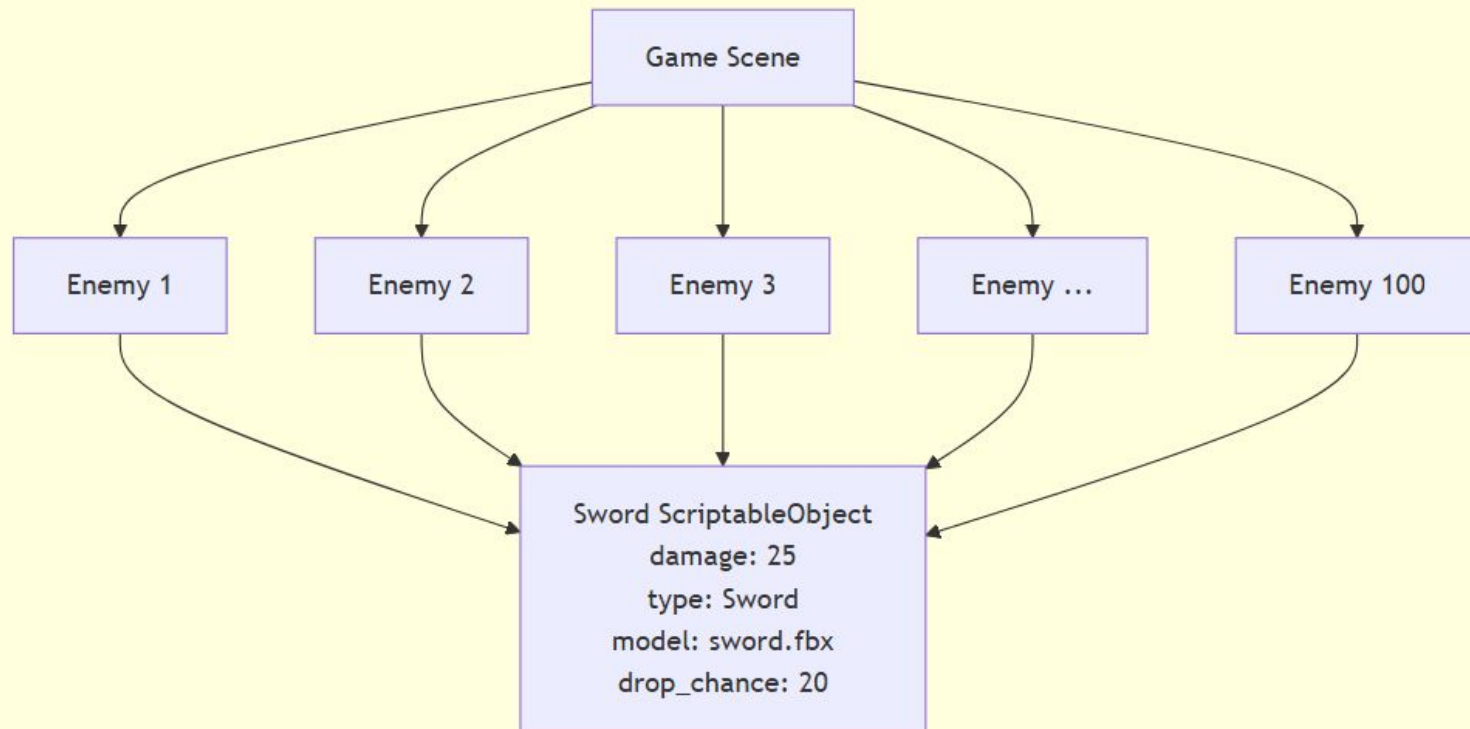 Game Scene
Enemy 1
Enemy 2
Enemy 3
Enemy ...
Enemy 100
Sword ScriptableObject
damage: 25
type: Sword
model: sword.fbx
drop_chance: 20